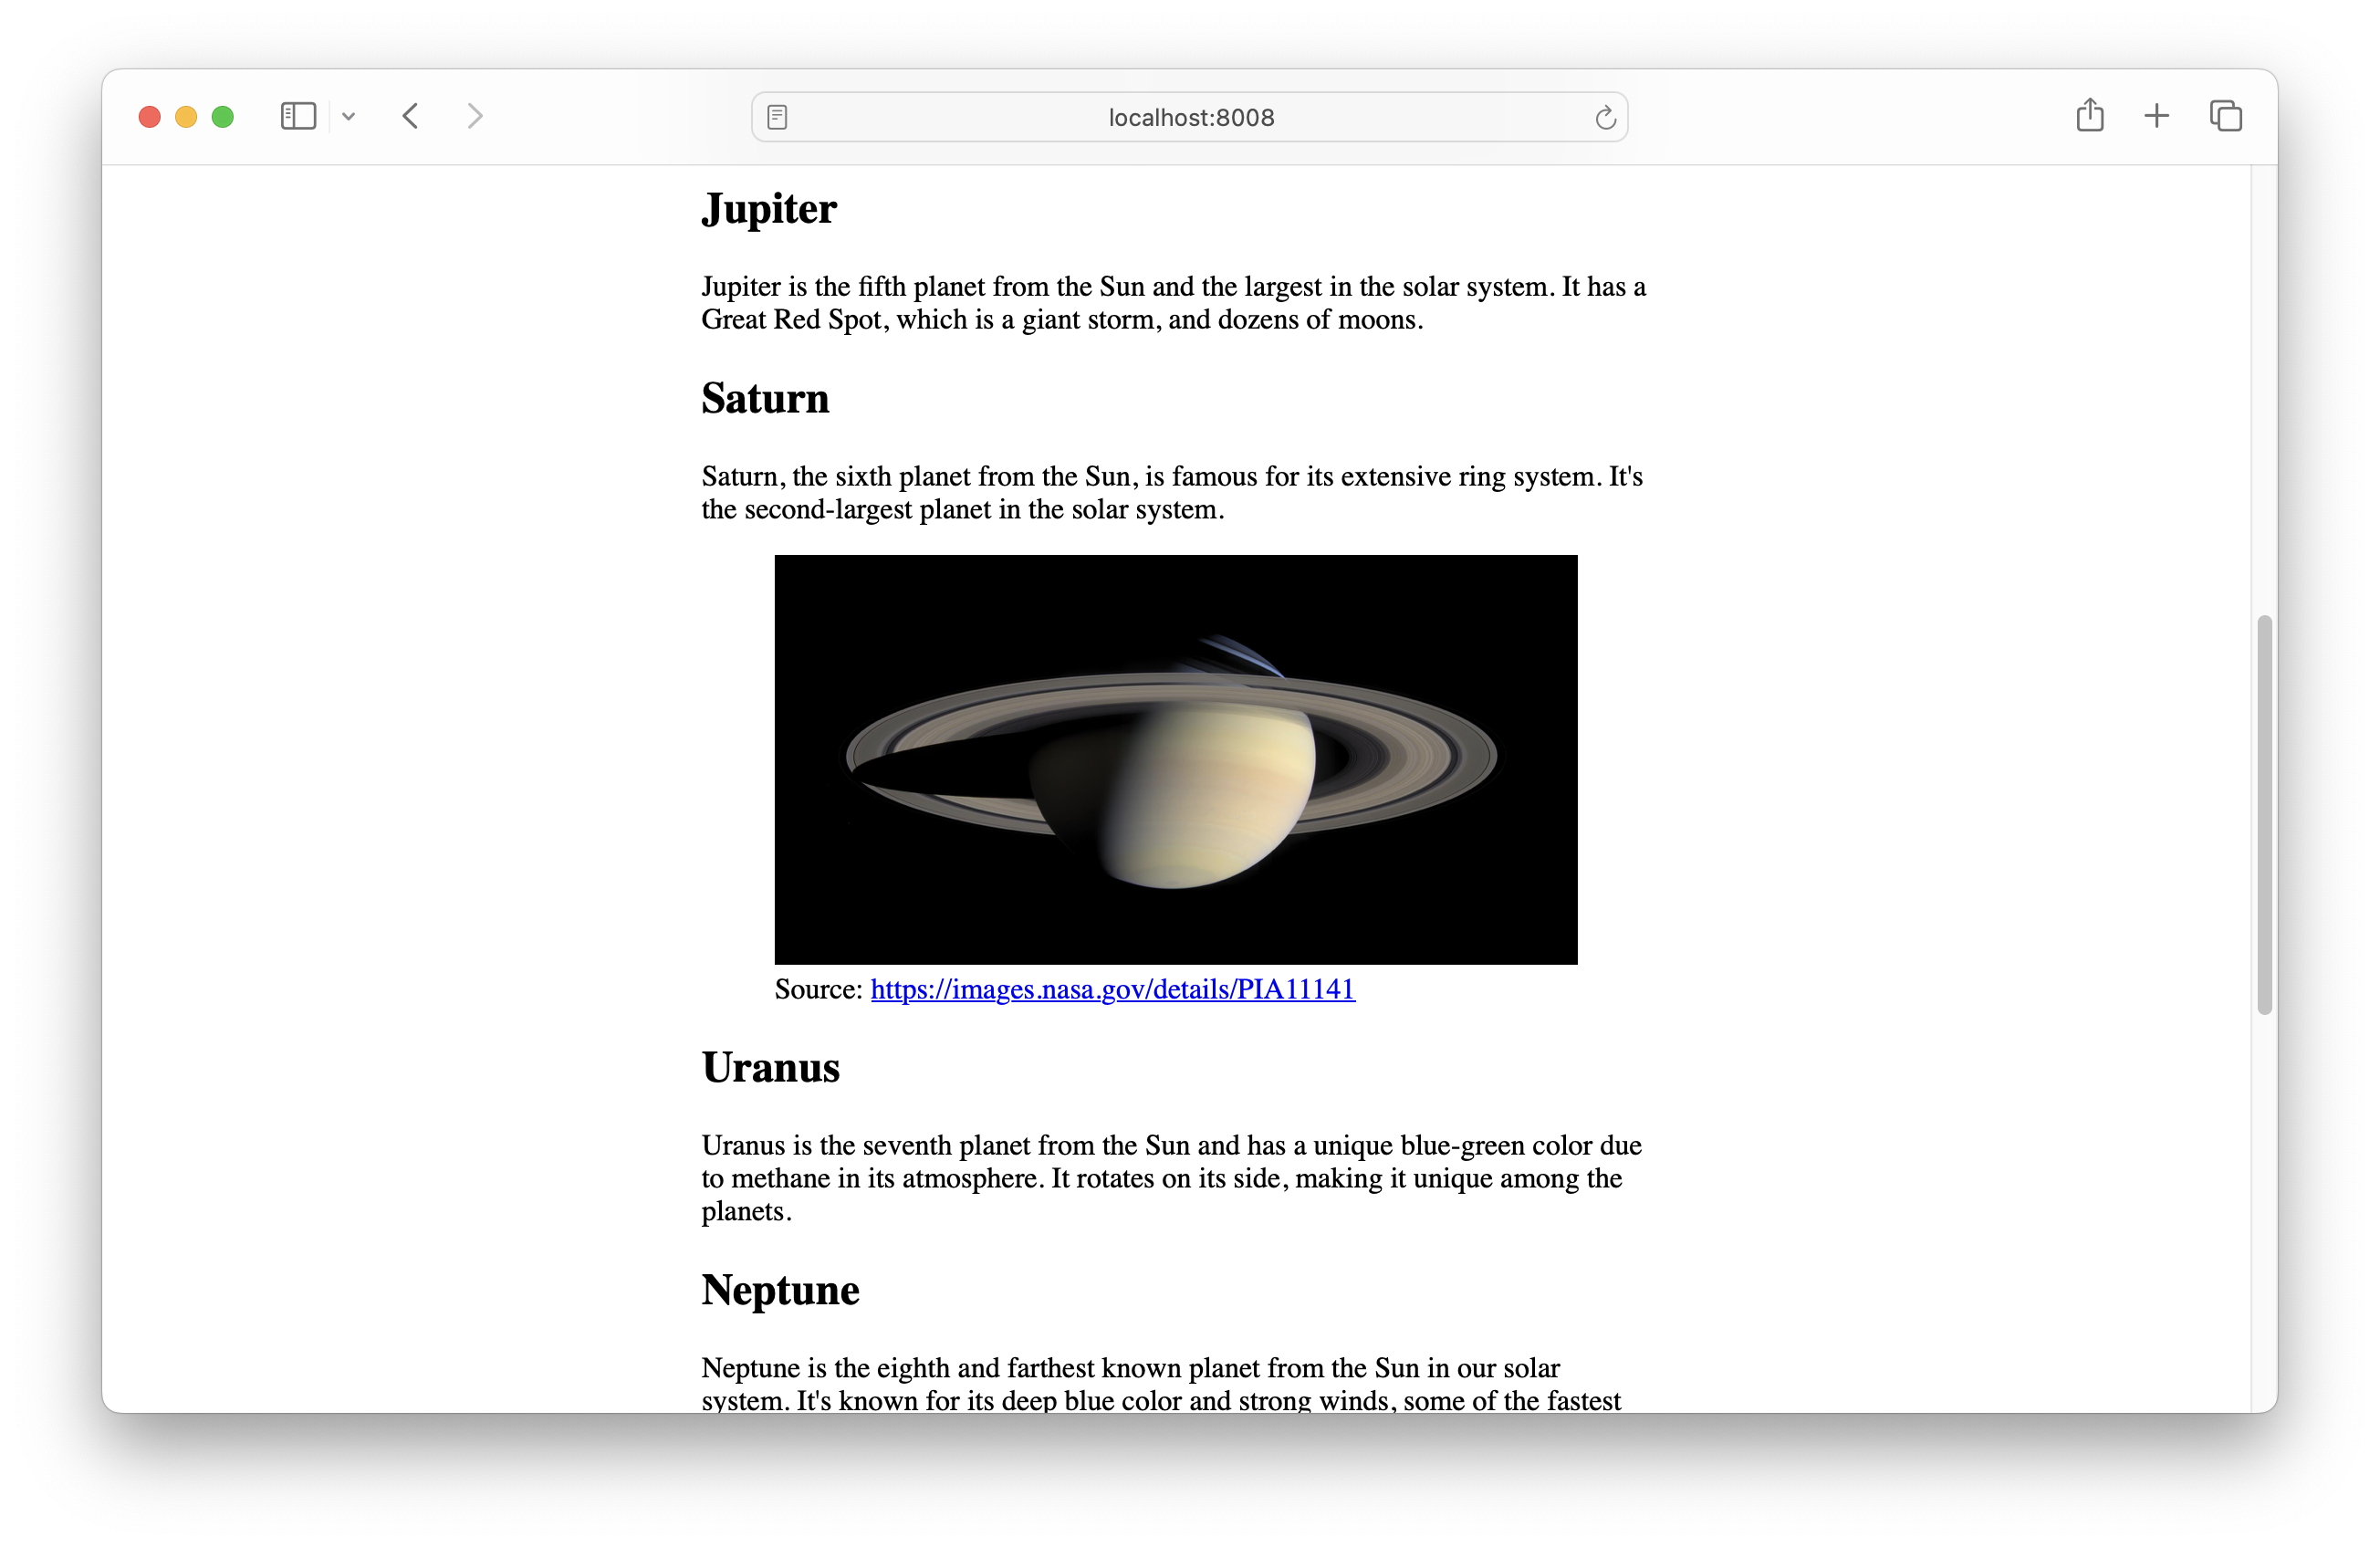 localhost:8008
Jupiter
Jupiter is the fifth planet from the Sun and the largest in the solar system. It has a
Great Red Spot, which is a giant storm, and dozens of moons.
Saturn
Saturn, the sixth planet from the Sun, is famous for its extensive ring system. It's
the second-largest planet in the solar system.
Source: https://images.nasa.gov/details/PIA11141
Uranus
Uranus is the seventh planet from the Sun and has a unique blue-green color due
to methane in its atmosphere. It rotates on its side, making it unique among the
planets.
Neptune
Neptune is the eighth and farthest known planet from the Sun in our solar
system. It's known for its deep blue color and strong winds, some of the fastest